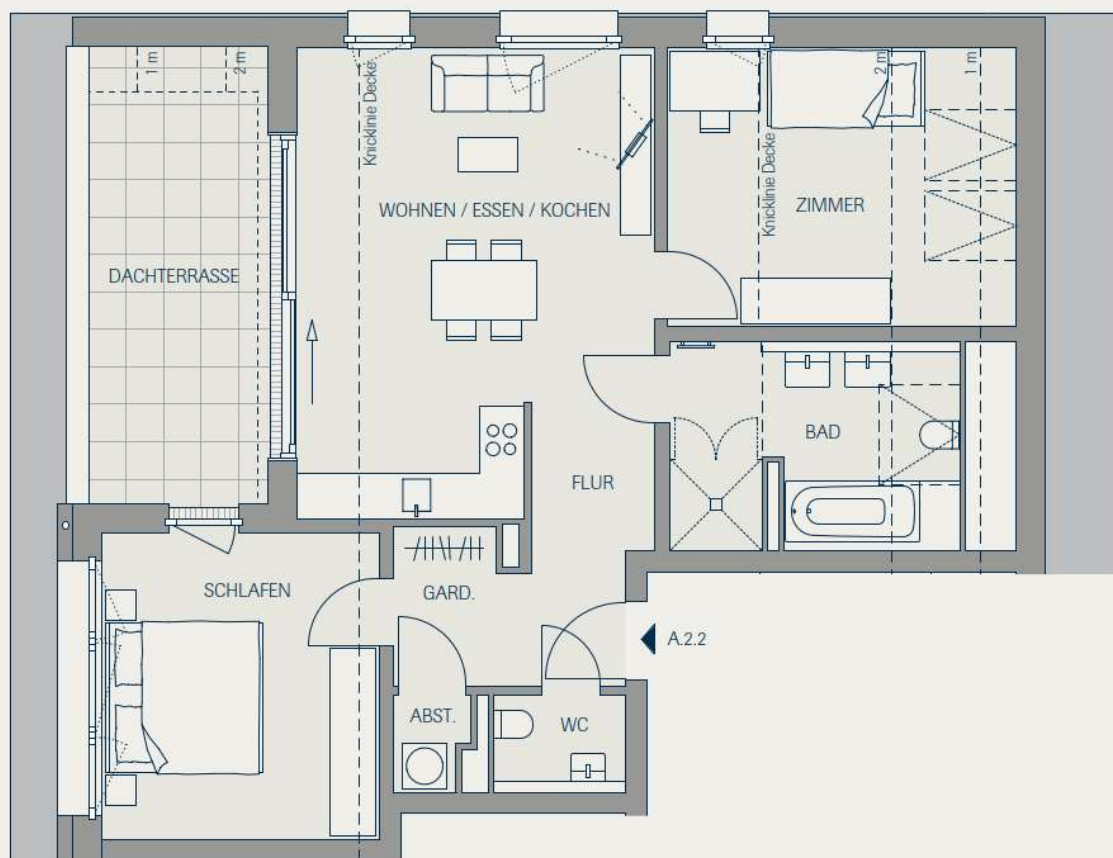 1 m
2 m
Knicklinie Decke
2 m
1 m
Knicklinie Decke
WOHNEN / ESSEN / KOCHEN
ZIMMER
DACHTERRASSE
BAD
FLUR
SCHLAFEN
GARD.
A.2.2
ABST.
WC